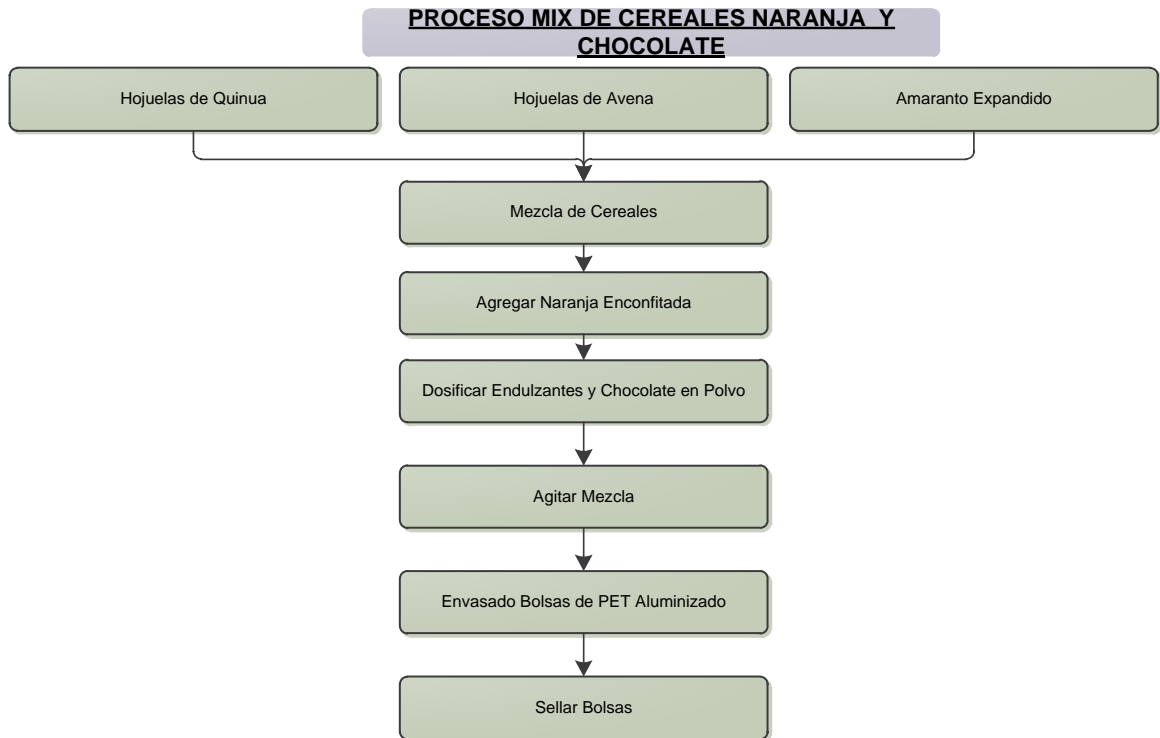 PROCESO MIX DE CEREALES NARANJA Y
CHOCOLATE
Hojuelas de Quinua
Hojuelas de Avena
Amaranto Expandido
Mezcla de Cereales
Agregar Naranja Enconfitada
Dosificar Endulzantes y Chocolate en Polvo
Agitar Mezcla
Envasado Bolsas de PET Aluminizado
Sellar Bolsas